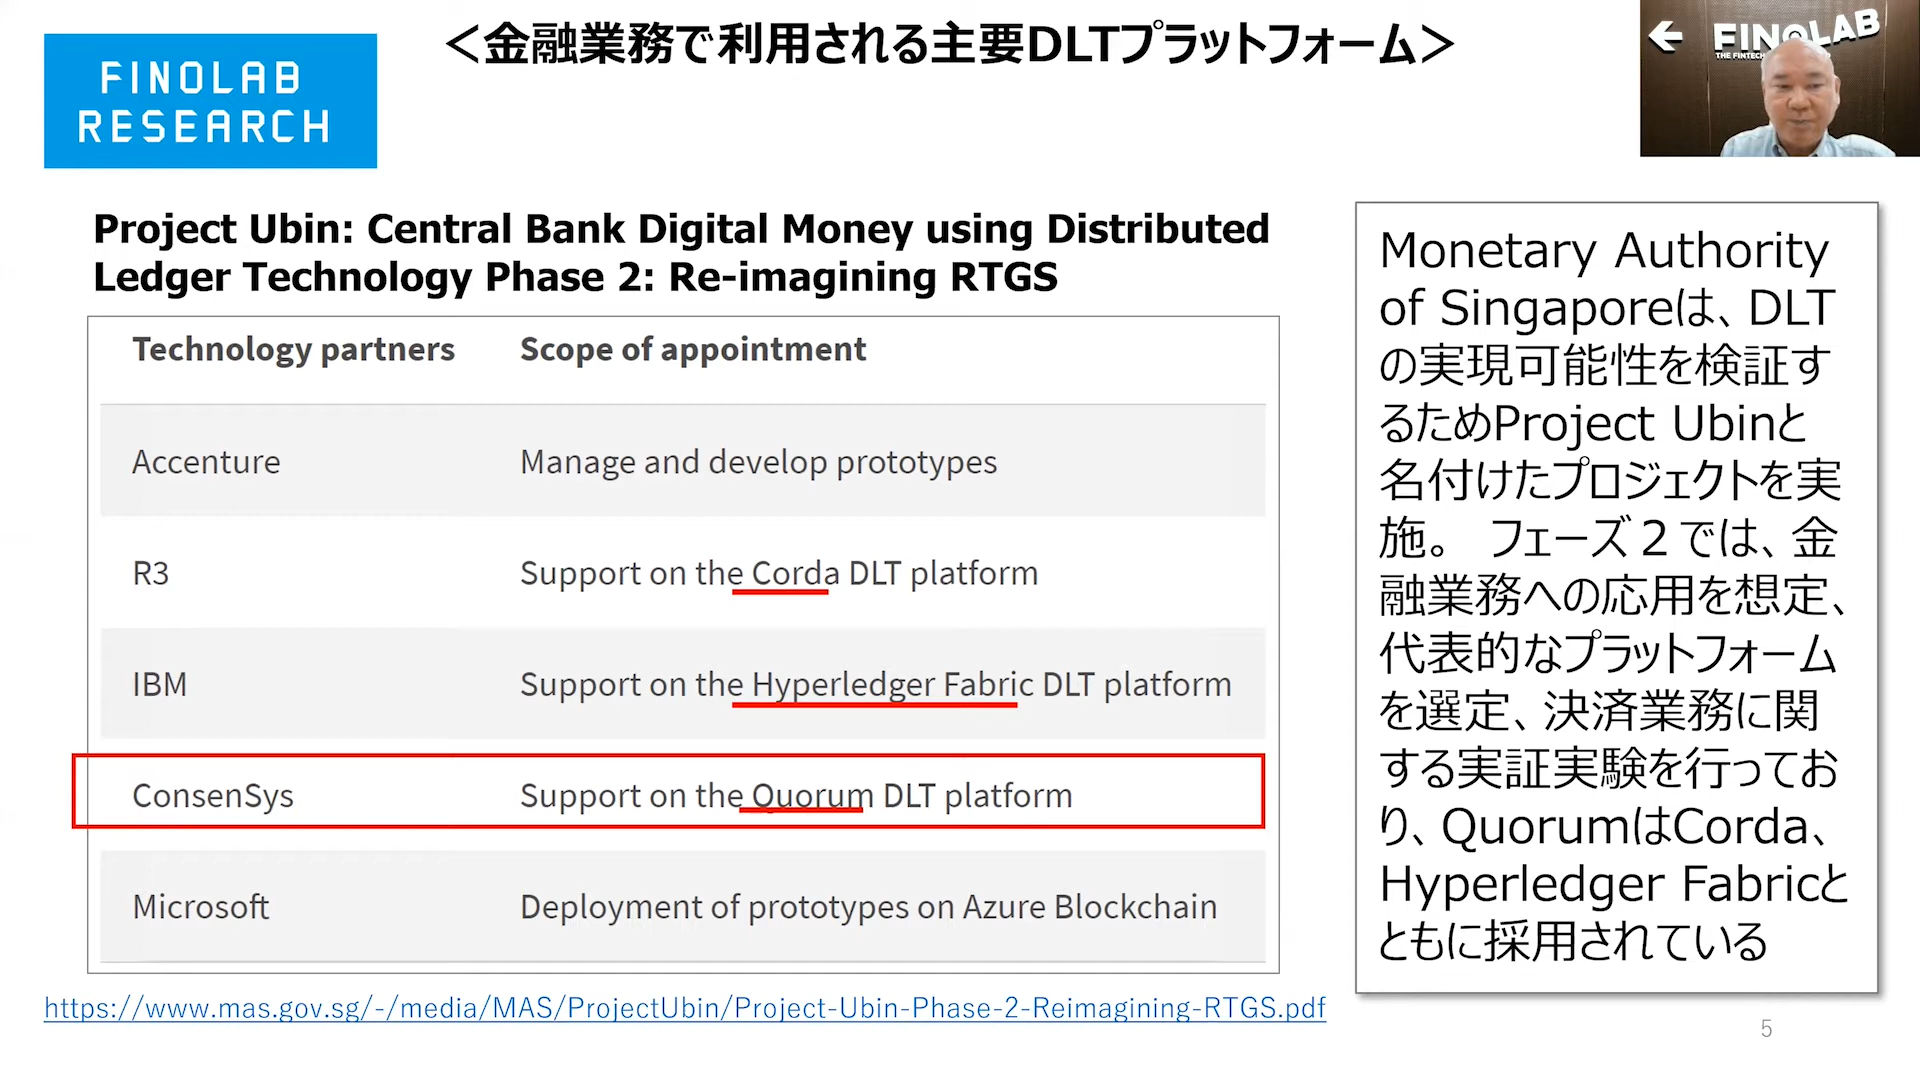 ＜金融業務で利用される主要DLTプラットフォーム＞
FINOLAB
RESEARCH
FINOLAB
THE FINTECH
Project Ubin: Central Bank Digital Money using Distributed
Ledger Technology Phase 2: Re-imagining RTGS
Technology partners Scope of appointment
Accenture Manage and develop prototypes
R3 Support on the Corda DLT platform
IBM Support on the Hyperledger Fabric DLT platform
ConsenSys Support on the Quorum DLT platform
Microsoft Deployment of prototypes on Azure Blockchain
https://www.mas.gov.sg/-/media/MAS/ProjectUbin/Project-Ubin-Phase-2-Reimagining-RTGS.pdf
Monetary Authority
of Singaporeは、DLT
の実現可能性を検証す
るためProject Ubinと
名付けたプロジェクトを実
施。 フェーズ２では、金
融業務への応用を想定、
代表的なプラットフォーム
を選定、決済業務に関
する実証実験を行ってお
り、QuorumはCorda、
Hyperledger Fabricと
ともに採用されている
5